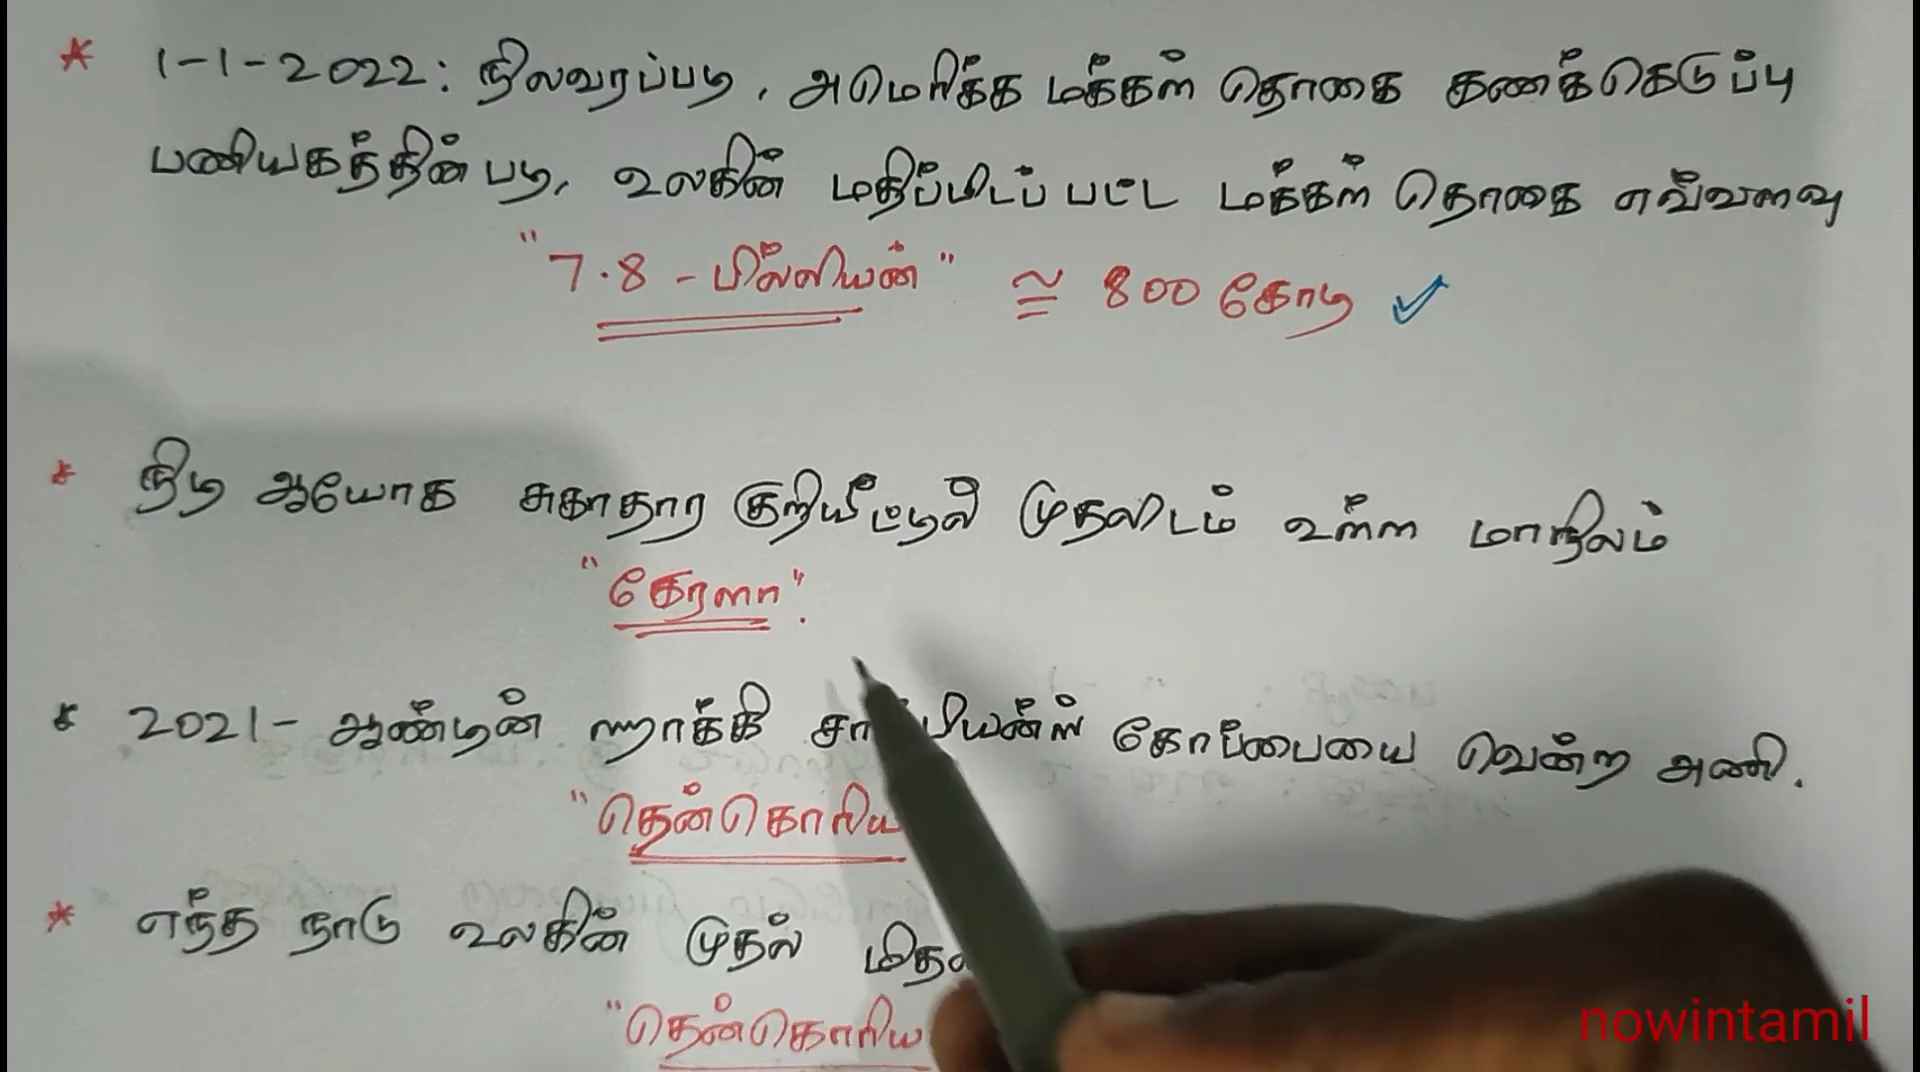 * 1-1-2022: நிலவரப்படி, அமெரிக்க மக்கள் தொகை கணக்கெடுப்பு
பணியகத்தின்படி, உலகின் மதிப்பிடப்பட்ட மக்கள் தொகை எவ்வளவு
"7.8 - பில்லியன்" ≅ 800 கோடி ✓
* நிடி ஆயோக சுகாதார குறியீட்டில் முதலிடம் உள்ள மாநிலம்
"கேரளா".
* 2021 - ஆண்டின் ஹாக்கி கோப்பையை வென்ற அணி.
"தென்கொரிய
* எந்த நாடு உலகின் முதல்
"தென்கொரிய
nowintamil